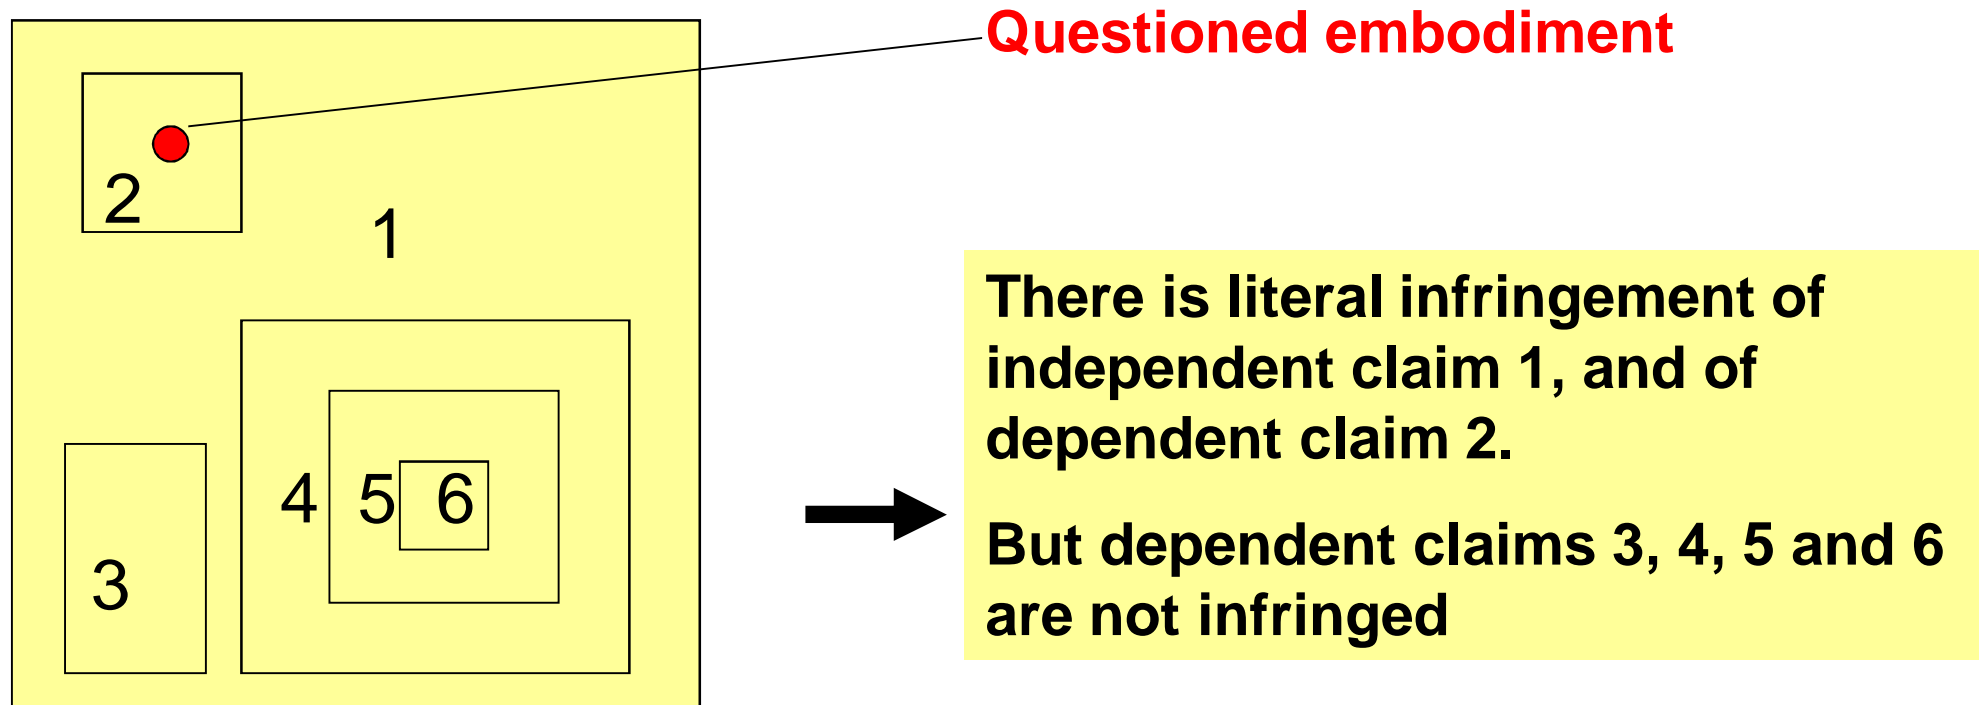 Questioned embodiment
2
1
4 5 6
3
There is literal infringement of
independent claim 1, and of
dependent claim 2.
But dependent claims 3, 4, 5 and 6
are not infringed